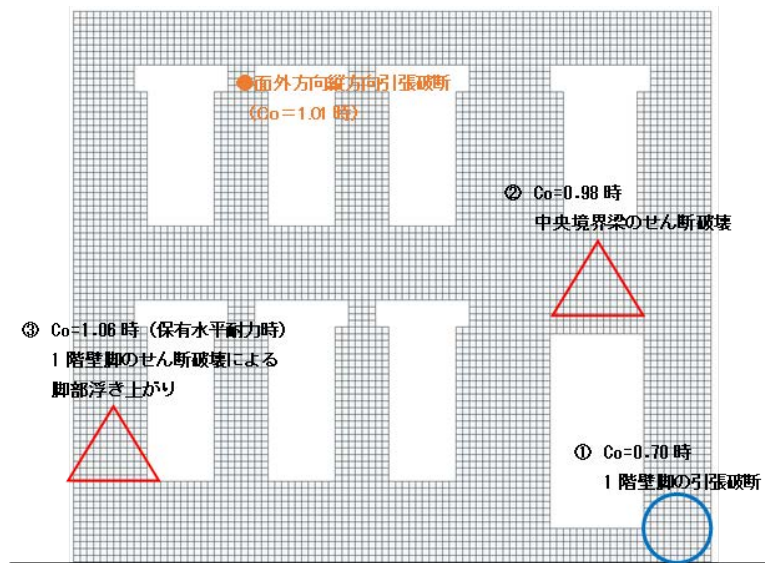 ●面外方向縦方向引張破断
(Co=1.01 時)
② Co=0.98 時
中央境界梁のせん断破壊
③ Co=1.06 時（保有水平耐力時）
1 階壁脚のせん断破壊による
脚部浮き上がり
① Co=0.70 時
1 階壁脚の引張破断